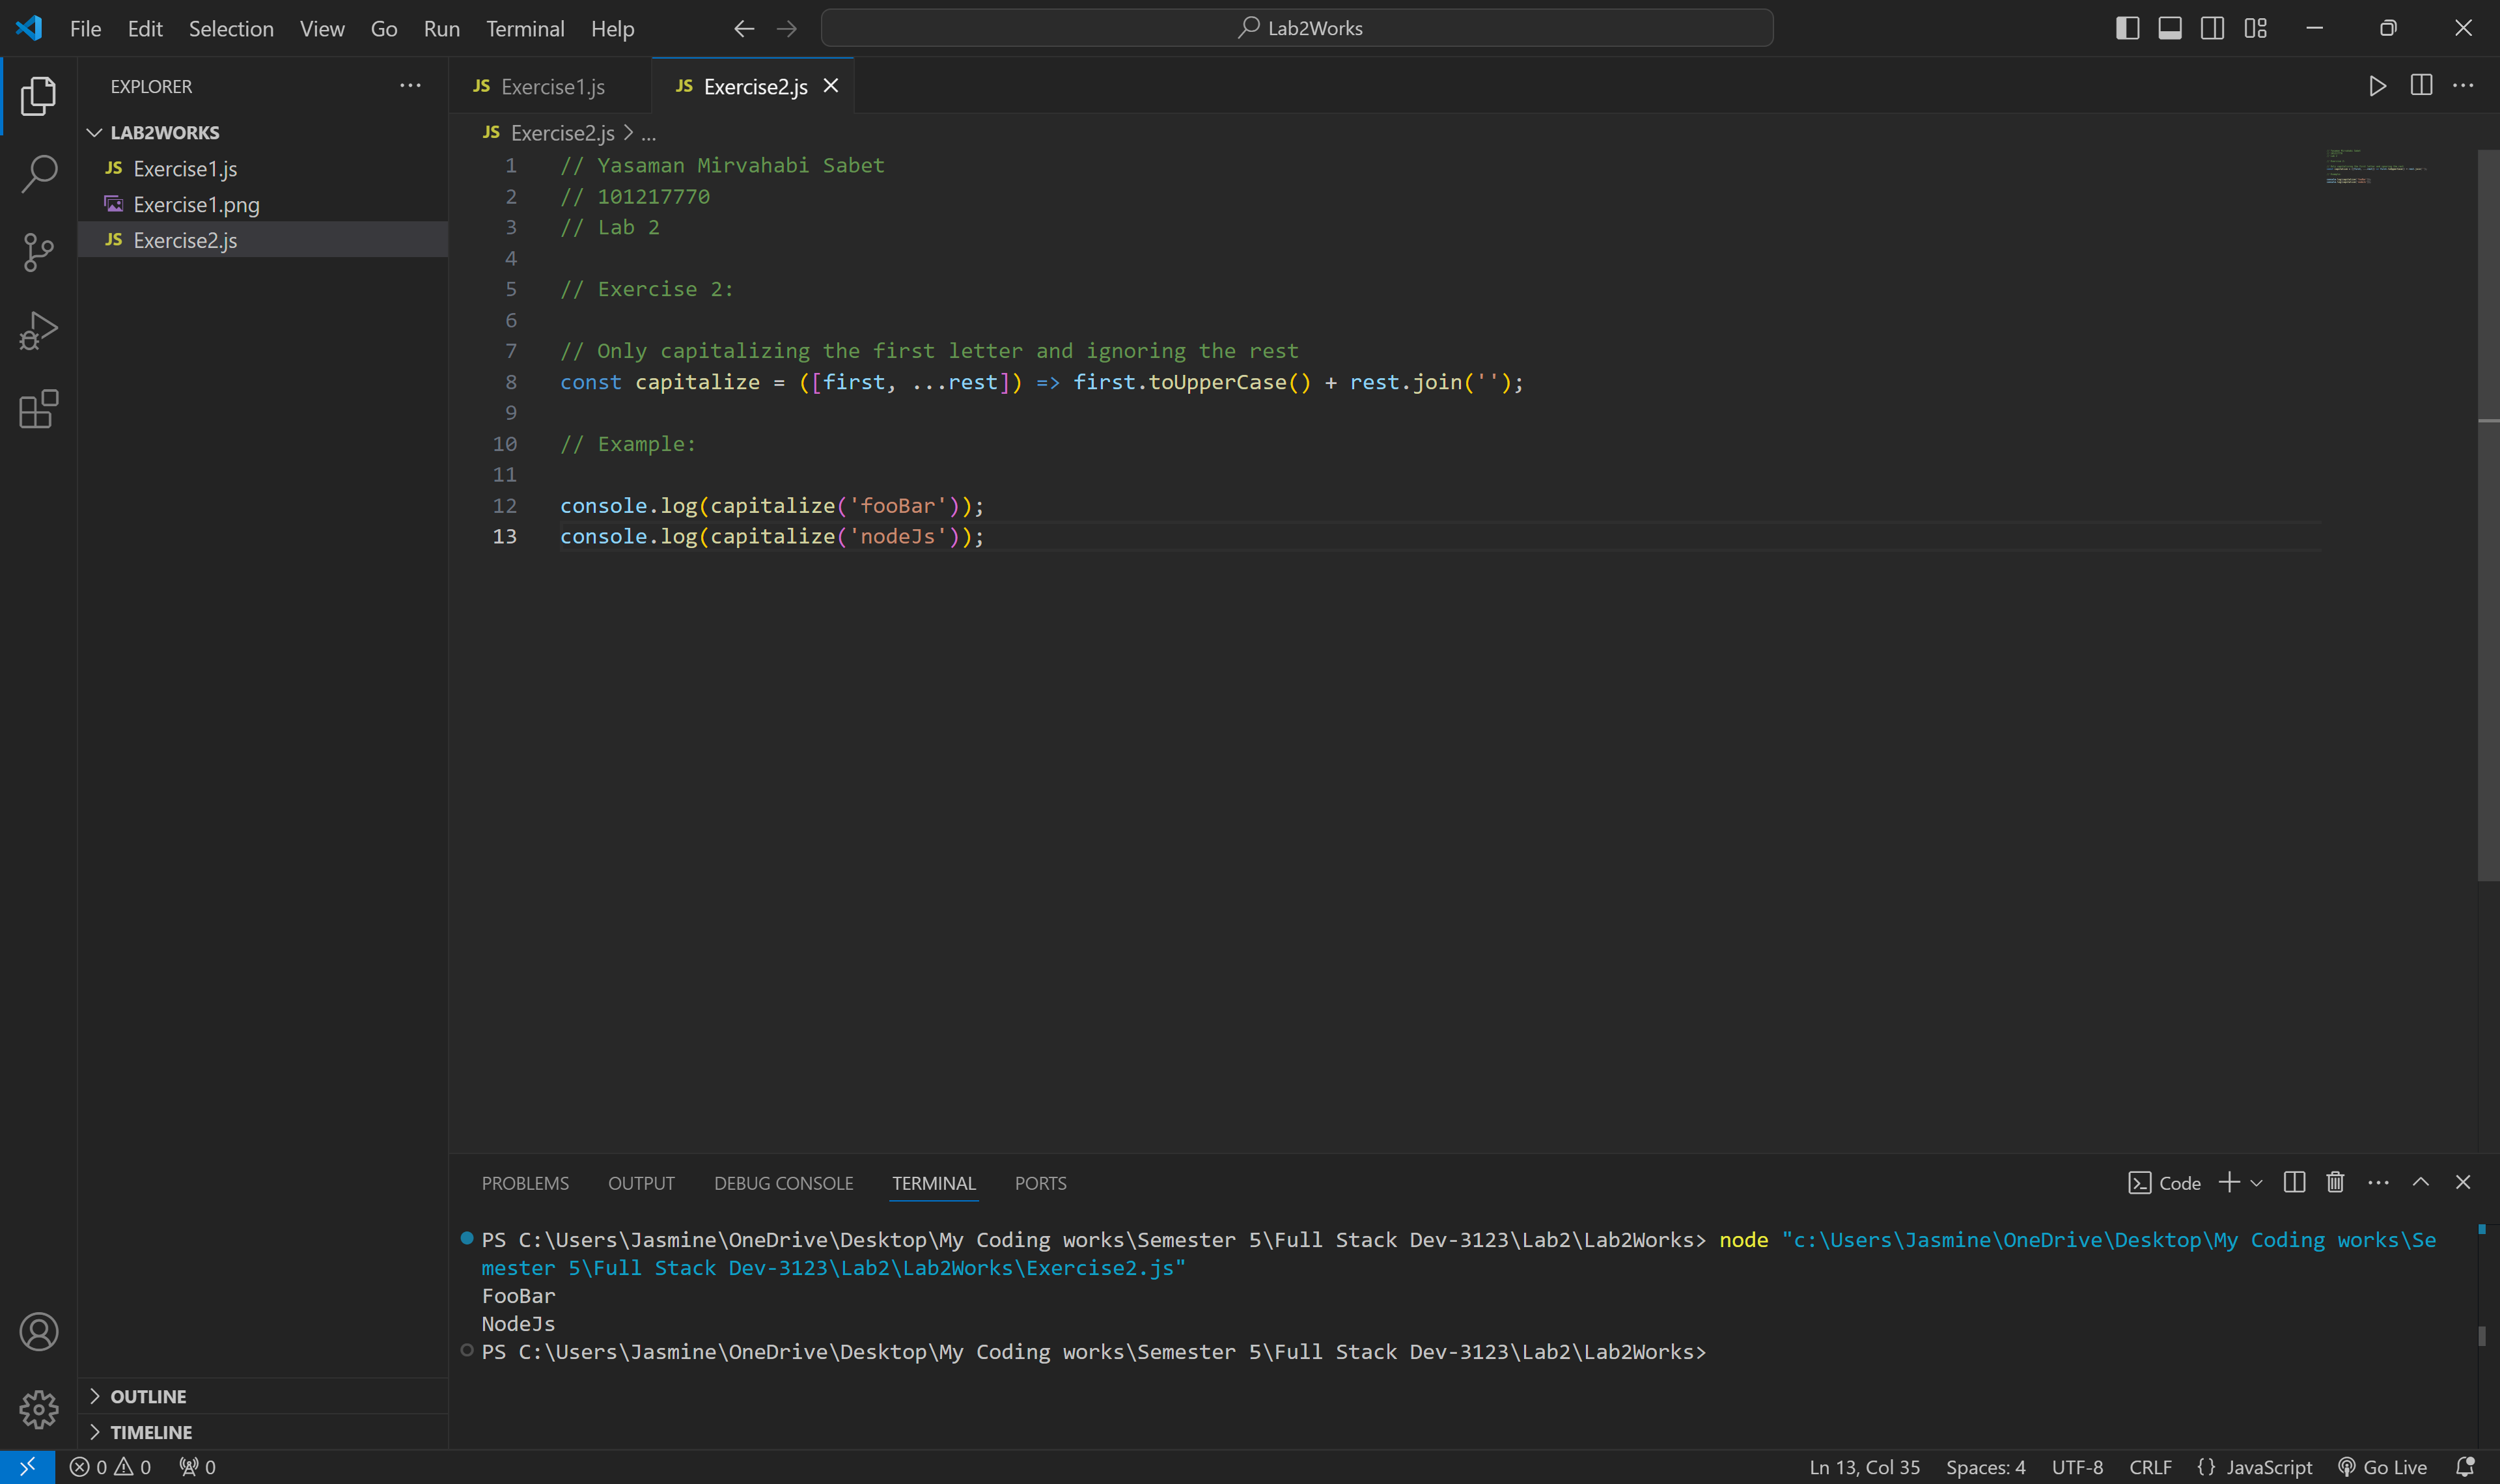 File Edit Selection View Go Run Terminal Help
Lab2Works
EXPLORER
LAB2WORKS
JS Exercise1.js
Exercise1.png
JS Exercise2.js
OUTLINE
TIMELINE
JS Exercise1.js
JS Exercise2.js
JS Exercise2.js > ...
1 // Yasaman Mirvahabi Sabet
2 // 101217770
3 // Lab 2
4
5 // Exercise 2:
6
7 // Only capitalizing the first letter and ignoring the rest
8 const capitalize = ([first, ...rest]) => first.toUpperCase() + rest.join('');
9
10 // Example:
11
12 console.log(capitalize('fooBar'));
13 console.log(capitalize('nodeJs'));
PROBLEMS OUTPUT DEBUG CONSOLE TERMINAL PORTS
Code
PS C:\Users\Jasmine\OneDrive\Desktop\My Coding works\Semester 5\Full Stack Dev-3123\Lab2\Lab2Works> node "c:\Users\Jasmine\OneDrive\Desktop\My Coding works\Se
mester 5\Full Stack Dev-3123\Lab2\Lab2Works\Exercise2.js"
FooBar
NodeJs
PS C:\Users\Jasmine\OneDrive\Desktop\My Coding works\Semester 5\Full Stack Dev-3123\Lab2\Lab2Works>
0 0 0
Ln 13, Col 35 Spaces: 4 UTF-8 CRLF {} JavaScript Go Live